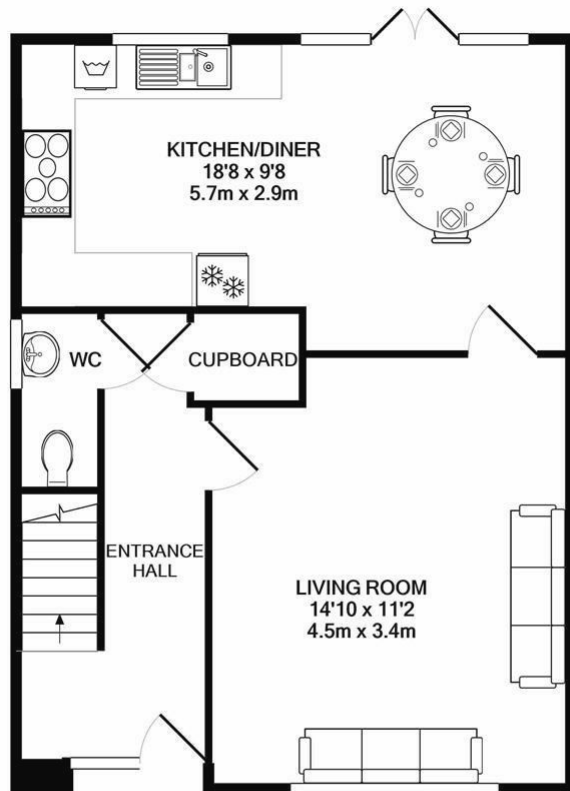 KITCHEN/DINER
18'8 x 9'8
5.7m x 2.9m
WC
CUPBOARD
ENTRANCE
HALL
LIVING ROOM
14'10 x 11'2
4.5m x 3.4m